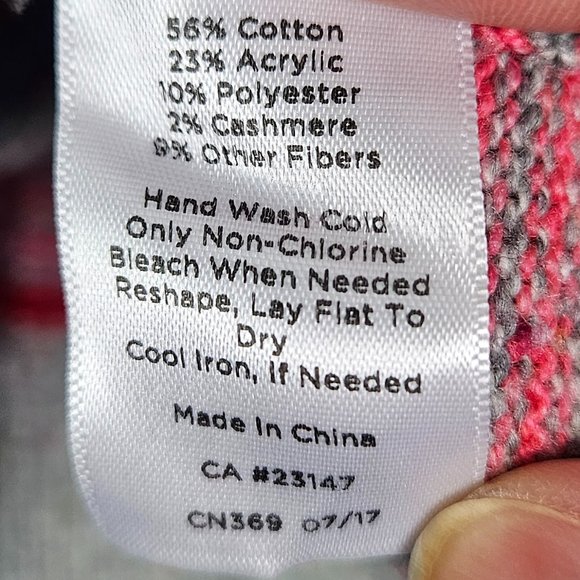 56% Cotton
23% Acrylic
10% Polyester
2% Cashmere
9% Other Fibers
Hand Wash Cold
Only Non-Chlorine
Bleach When Needed
Reshape, Lay Flat To
Dry
Cool Iron, If Needed
Made In China
CA #23147
CN369 07/17